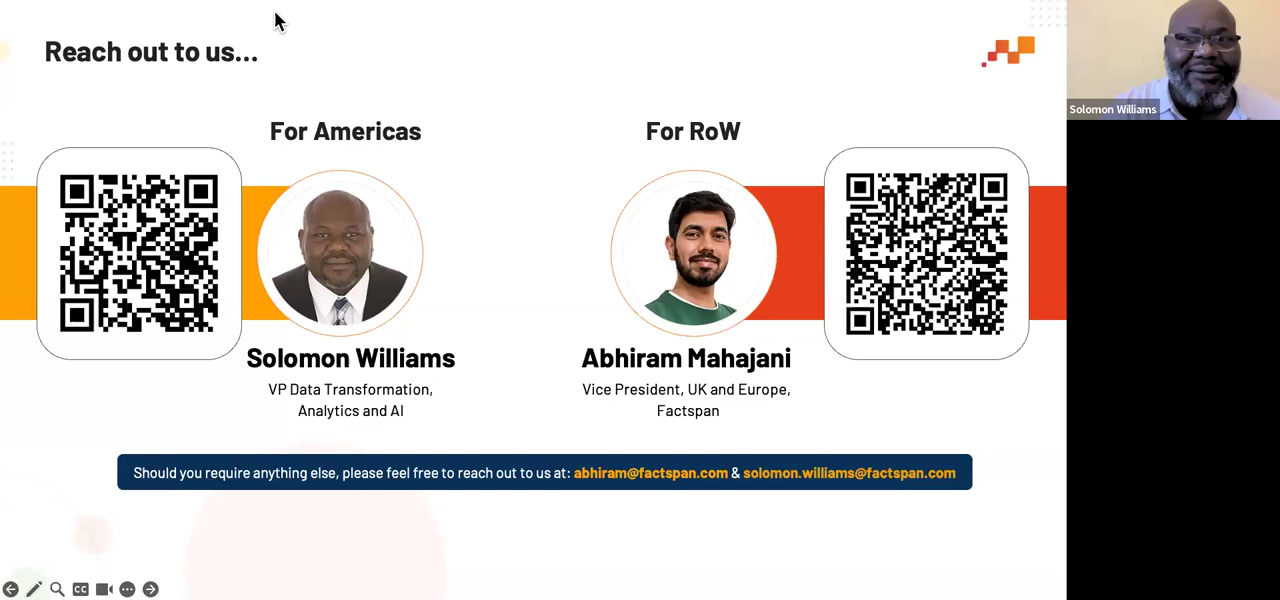 Reach out to us...
For Americas
For RoW
Solomon Williams
Solomon Williams
VP Data Transformation,
Analytics and AI
Abhiram Mahajani
Vice President, UK and Europe,
Factspan
Should you require anything else, please feel free to reach out to us at: abhiram@factspan.com & solomon.williams@factspan.com
CC